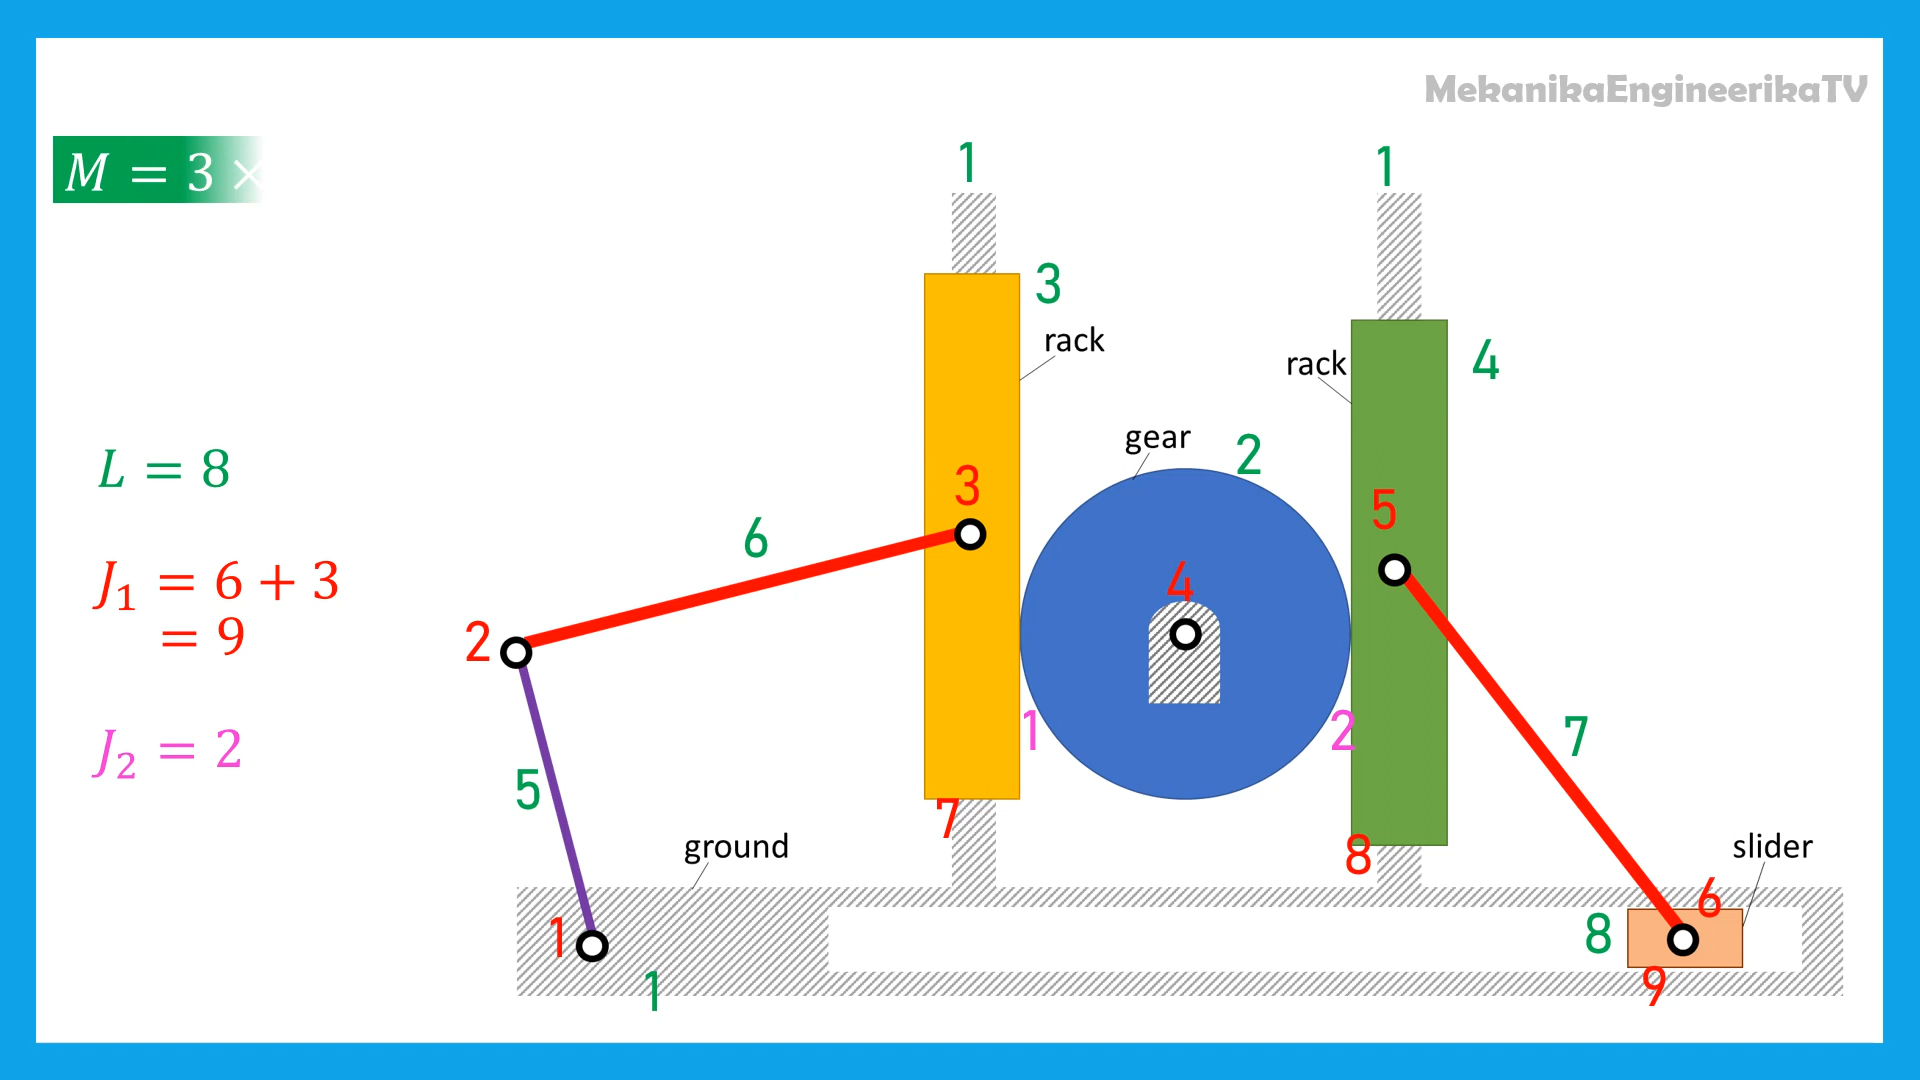 MekanikaEngineerikaTV
M = 3 ×
1
1
3
rack
rack
4
gear
2
L = 8
3
5
6
J₁ = 6 + 3
= 9
4
2
J₂ = 2
1
2
7
5
7
ground
8
slider
6
1
8
9
1